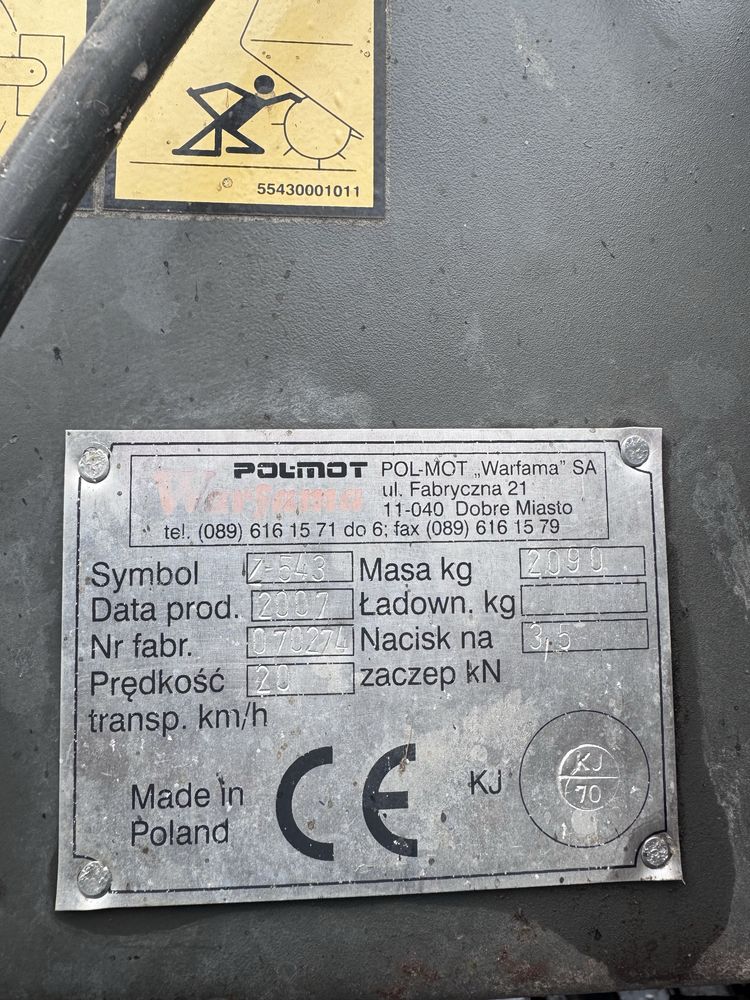 55430001011
POL-MOT POL-MOT „Warfama” SA
Warfama ul. Fabryczna 21
11-040 Dobre Miasto
tel. (089) 616 15 71 do 6; fax (089) 616 15 79
Symbol Z-543 Masa kg 2090
Data prod. 2007 Ładown. kg
Nr fabr. 070274 Nacisk na 3,5
Prędkość 20 zaczep kN
transp. km/h
Made in CE KJ KJ
Poland 70